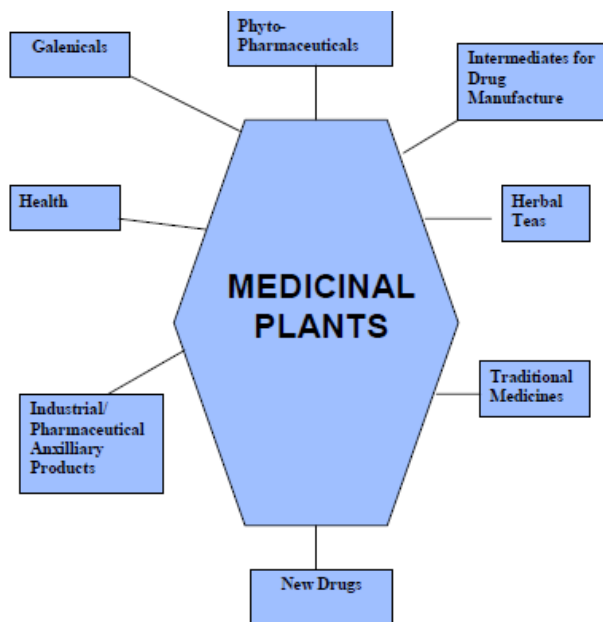 Phyto-
Pharmaceuticals
Galenicals
Intermediates for
Drug
Manufacture
Health
Herbal
Teas
MEDICINAL
PLANTS
Traditional
Medicines
Industrial/
Pharmaceutical
Anxilliary
Products
New Drugs